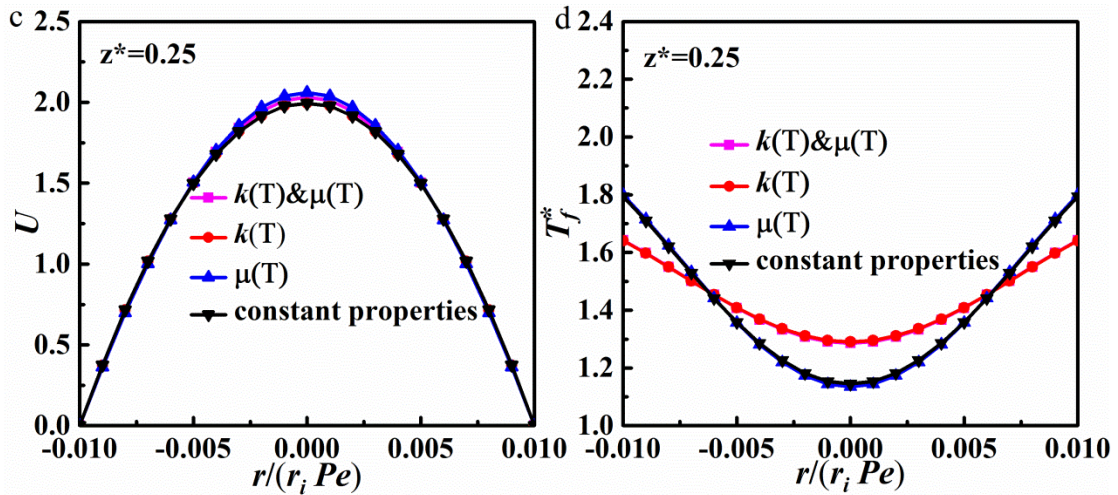 c
2.5
2.0
1.5
1.0
0.5
0.0
U
z*=0.25
k(T)&μ(T)
k(T)
μ(T)
constant properties
-0.010 -0.005 0.000 0.005 0.010
r/(r_i Pe)
d
2.4
2.2
2.0
1.8
1.6
1.4
1.2
1.0
T_f^*
z*=0.25
k(T)&μ(T)
k(T)
μ(T)
constant properties
-0.010 -0.005 0.000 0.005 0.010
r/(r_i Pe)